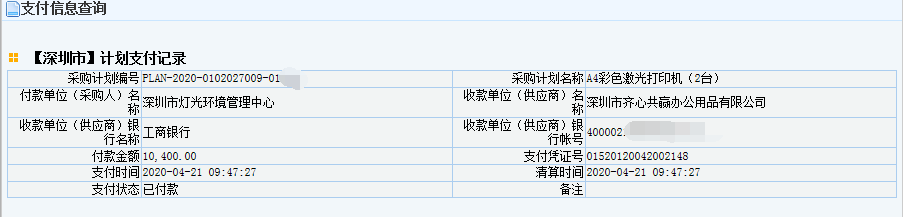 支付信息查询
【深圳市】计划支付记录
采购计划编号 PLAN-2020-0102027009-01 采购计划名称 A4彩色激光打印机（2台）
付款单位（采购人）名称 深圳市灯光环境管理中心 收款单位（供应商）名称 深圳市齐心共赢办公用品有限公司
收款单位（供应商）银行名称 工商银行 收款单位（供应商）银行帐号 400002
付款金额 10,400.00 支付凭证号 01520120042002148
支付时间 2020-04-21 09:47:27 清算时间 2020-04-21 09:47:27
支付状态 已付款 备注